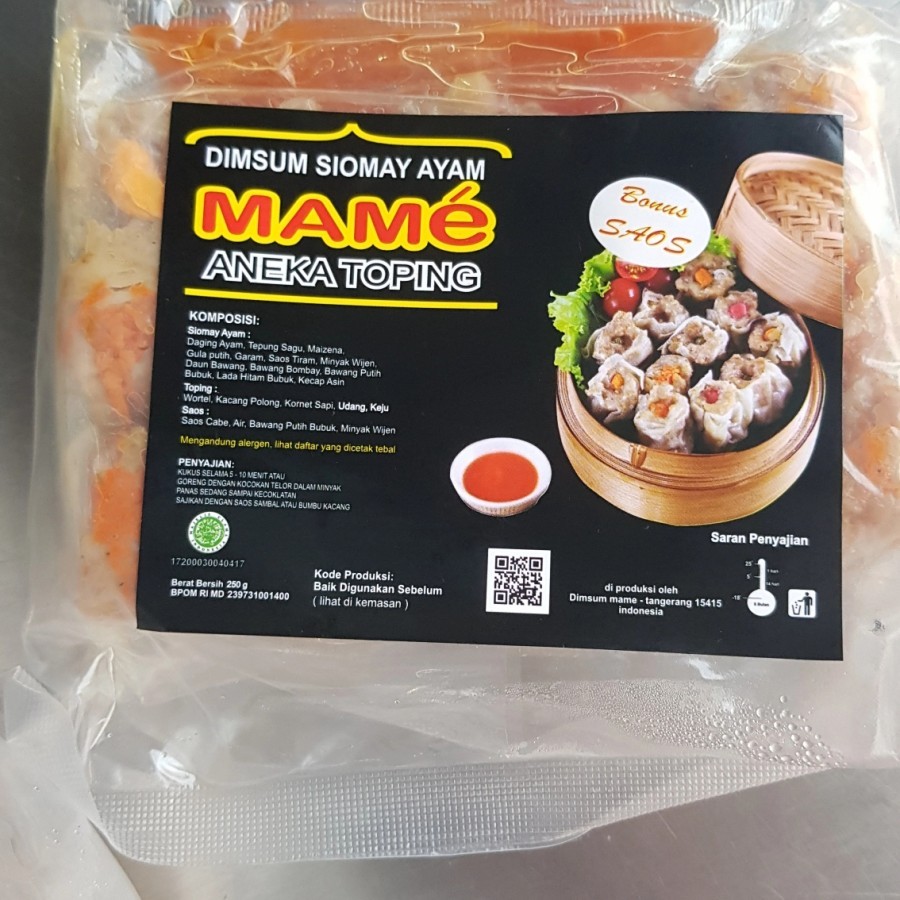 DIMSUM SIOMAY AYAM
MAMé
ANEKA TOPING
Bonus
SAOS
KOMPOSISI:
Siomay Ayam :
Daging Ayam, Tepung Sagu, Maizena,
Gula putih, Garam, Saos Tiram, Minyak Wijen,
Daun Bawang, Bawang Bombay, Bawang Putih
Bubuk, Lada Hitam Bubuk, Kecap Asin
Toping :
Wortel, Kacang Polong, Kornet Sapi, Udang, Keju
Saos :
Saos Cabe, Air, Bawang Putih Bubuk, Minyak Wijen
Mengandung alergen, lihat daftar yang dicetak tebal
PENYAJIAN:
KUKUS SELAMA 5 - 10 MENIT ATAU
GORENG DENGAN KOCOKAN TELOR DALAM MINYAK
PANAS SEDANG SAMPAI KECOKLATAN
SAJIKAN DENGAN SAOS SAMBAL ATAU BUMBU KACANG
17200030040417
Berat Bersih 250 g
BPOM RI MD 239731001400
Kode Produksi:
Baik Digunakan Sebelum
( lihat di kemasan )
Saran Penyajian
di produksi oleh
Dimsum mame - tangerang 15415
indonesia
25
5
-18